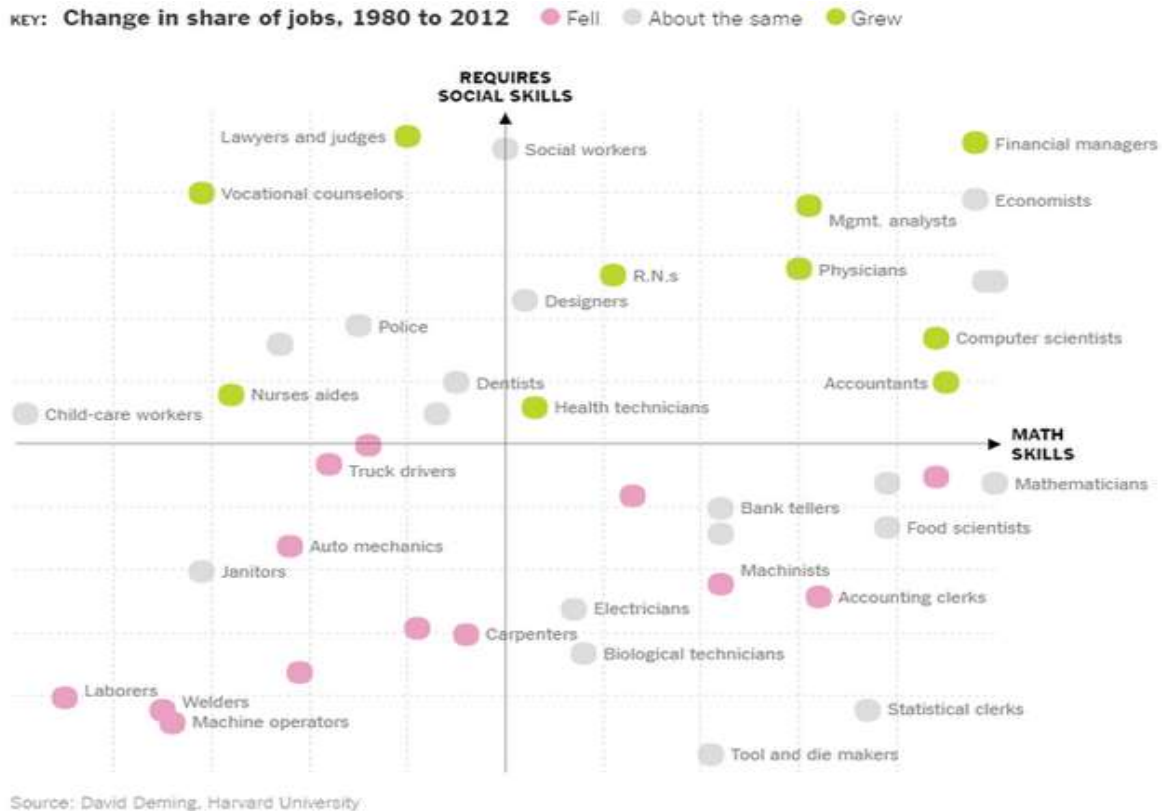 KEY: Change in share of jobs, 1980 to 2012 Fell About the same Grew
REQUIRES
SOCIAL SKILLS
Lawyers and judges
Social workers
Financial managers
Vocational counselors
Economists
Mgmt. analysts
R.N.s
Physicians
Designers
Police
Computer scientists
Dentists
Accountants
Nurses aides
Health technicians
Child-care workers
MATH
SKILLS
Truck drivers
Mathematicians
Bank tellers
Food scientists
Auto mechanics
Janitors
Machinists
Accounting clerks
Electricians
Carpenters
Biological technicians
Laborers
Welders
Machine operators
Statistical clerks
Tool and die makers
Source: David Deming, Harvard University